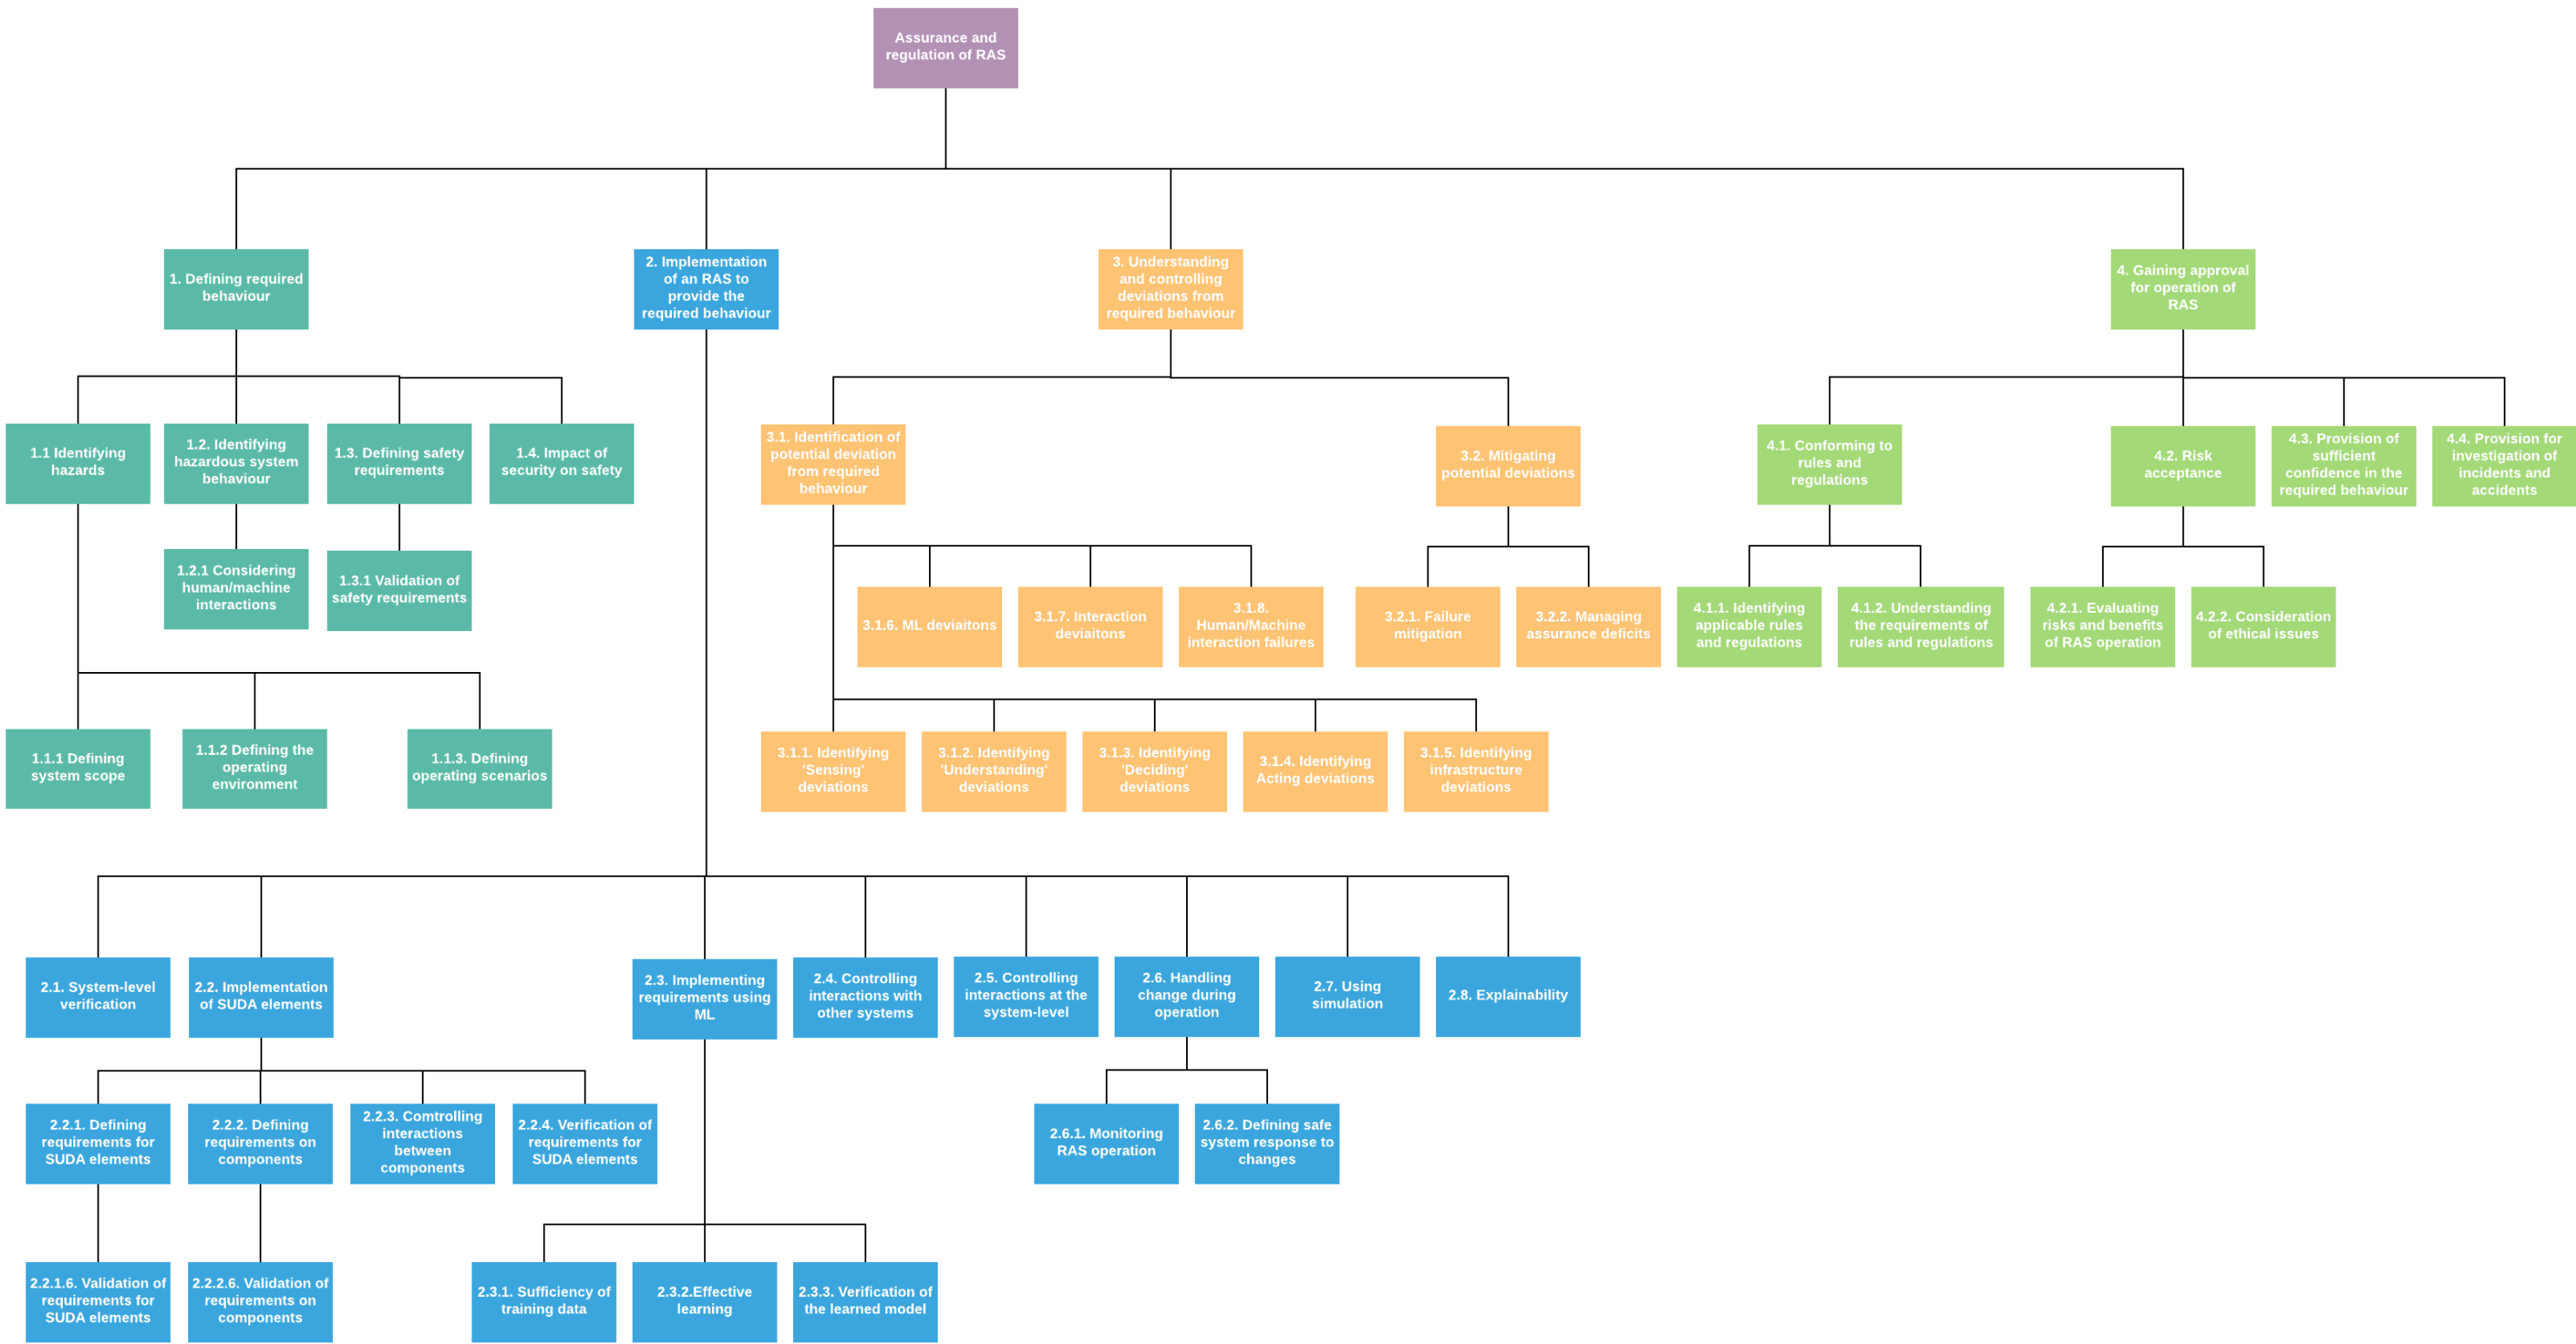 Assurance and
regulation of RAS
1. Defining required
behaviour
2. Implementation
of an RAS to
provide the
required behaviour
3. Understanding
and controlling
deviations from
required behaviour
4. Gaining approval
for operation of
RAS
1.1 Identifying
hazards
1.2. Identifying
hazardous system
behaviour
1.3. Defining safety
requirements
1.4. Impact of
security on safety
3.1. Identification of
potential deviation
from required
behaviour
3.2. Mitigating
potential deviations
4.1. Conforming to
rules and
regulations
4.2. Risk
acceptance
4.3. Provision of
sufficient
confidence in the
required behaviour
4.4. Provision for
investigation of
incidents and
accidents
1.2.1 Considering
human/machine
interactions
1.3.1 Validation of
safety requirements
3.1.6. ML deviaitons
3.1.7. Interaction
deviaitons
3.1.8.
Human/Machine
interaction failures
3.2.1. Failure
mitigation
3.2.2. Managing
assurance deficits
4.1.1. Identifying
applicable rules
and regulations
4.1.2. Understanding
the requirements of
rules and regulations
4.2.1. Evaluating
risks and benefits
of RAS operation
4.2.2. Consideration
of ethical issues
1.1.1 Defining
system scope
1.1.2 Defining the
operating
environment
1.1.3. Defining
operating scenarios
3.1.1. Identifying
'Sensing'
deviations
3.1.2. Identifying
'Understanding'
deviations
3.1.3. Identifying
'Deciding'
deviations
3.1.4. Identifying
Acting deviations
3.1.5. Identifying
infrastructure
deviations
2.1. System-level
verification
2.2. Implementation
of SUDA elements
2.3. Implementing
requirements using
ML
2.4. Controlling
interactions with
other systems
2.5. Controlling
interactions at the
system-level
2.6. Handling
change during
operation
2.7. Using
simulation
2.8. Explainability
2.2.1. Defining
requirements for
SUDA elements
2.2.2. Defining
requirements on
components
2.2.3. Comtrolling
interactions
between
components
2.2.4. Verification of
requirements for
SUDA elements
2.6.1. Monitoring
RAS operation
2.6.2. Defining safe
system response to
changes
2.2.1.6. Validation of
requirements for
SUDA elements
2.2.2.6. Validation of
requirements on
components
2.3.1. Sufficiency of
training data
2.3.2.Effective
learning
2.3.3. Verification of
the learned model